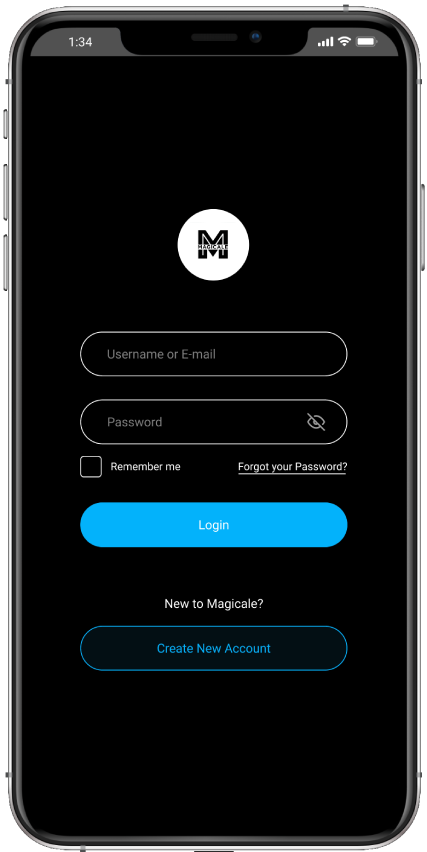 1:34
MAGICALE
Username or E-mail
Password
Remember me
Forgot your Password?
Login
New to Magicale?
Create New Account